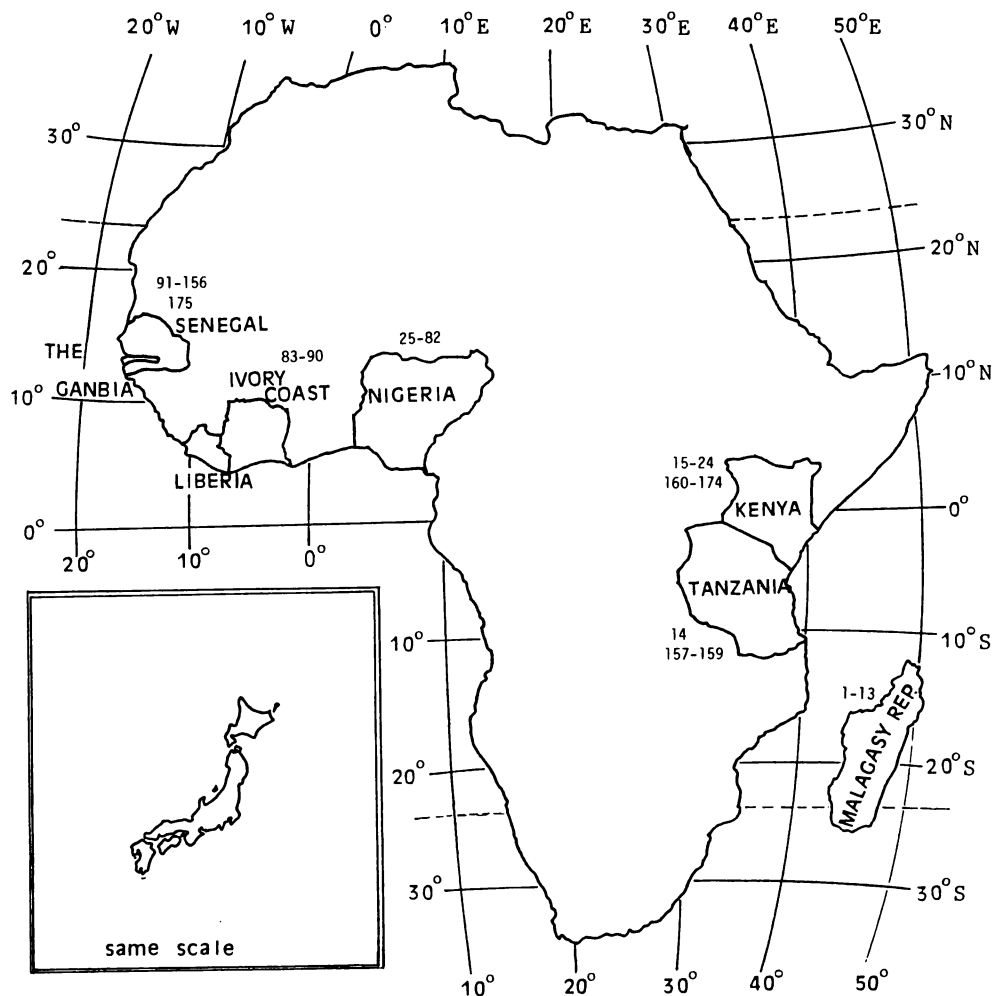 20°W 10°W 0° 10°E 20°E 30°E 40°E 50°E
30° 30°N
20° 20°N
91-156
175
SENEGAL
THE
GANBIA
10° 10°N
83-90
IVORY
COAST
25-82
NIGERIA
LIBERIA
15-24
160-174
KENYA
0° 0°
20° 10° 0°
TANZANIA
14
157-159
10° 10°S
1-13
MALAGASY REP.
20° 20°S
30° 30°S
same scale
10° 20° 30° 40° 50°